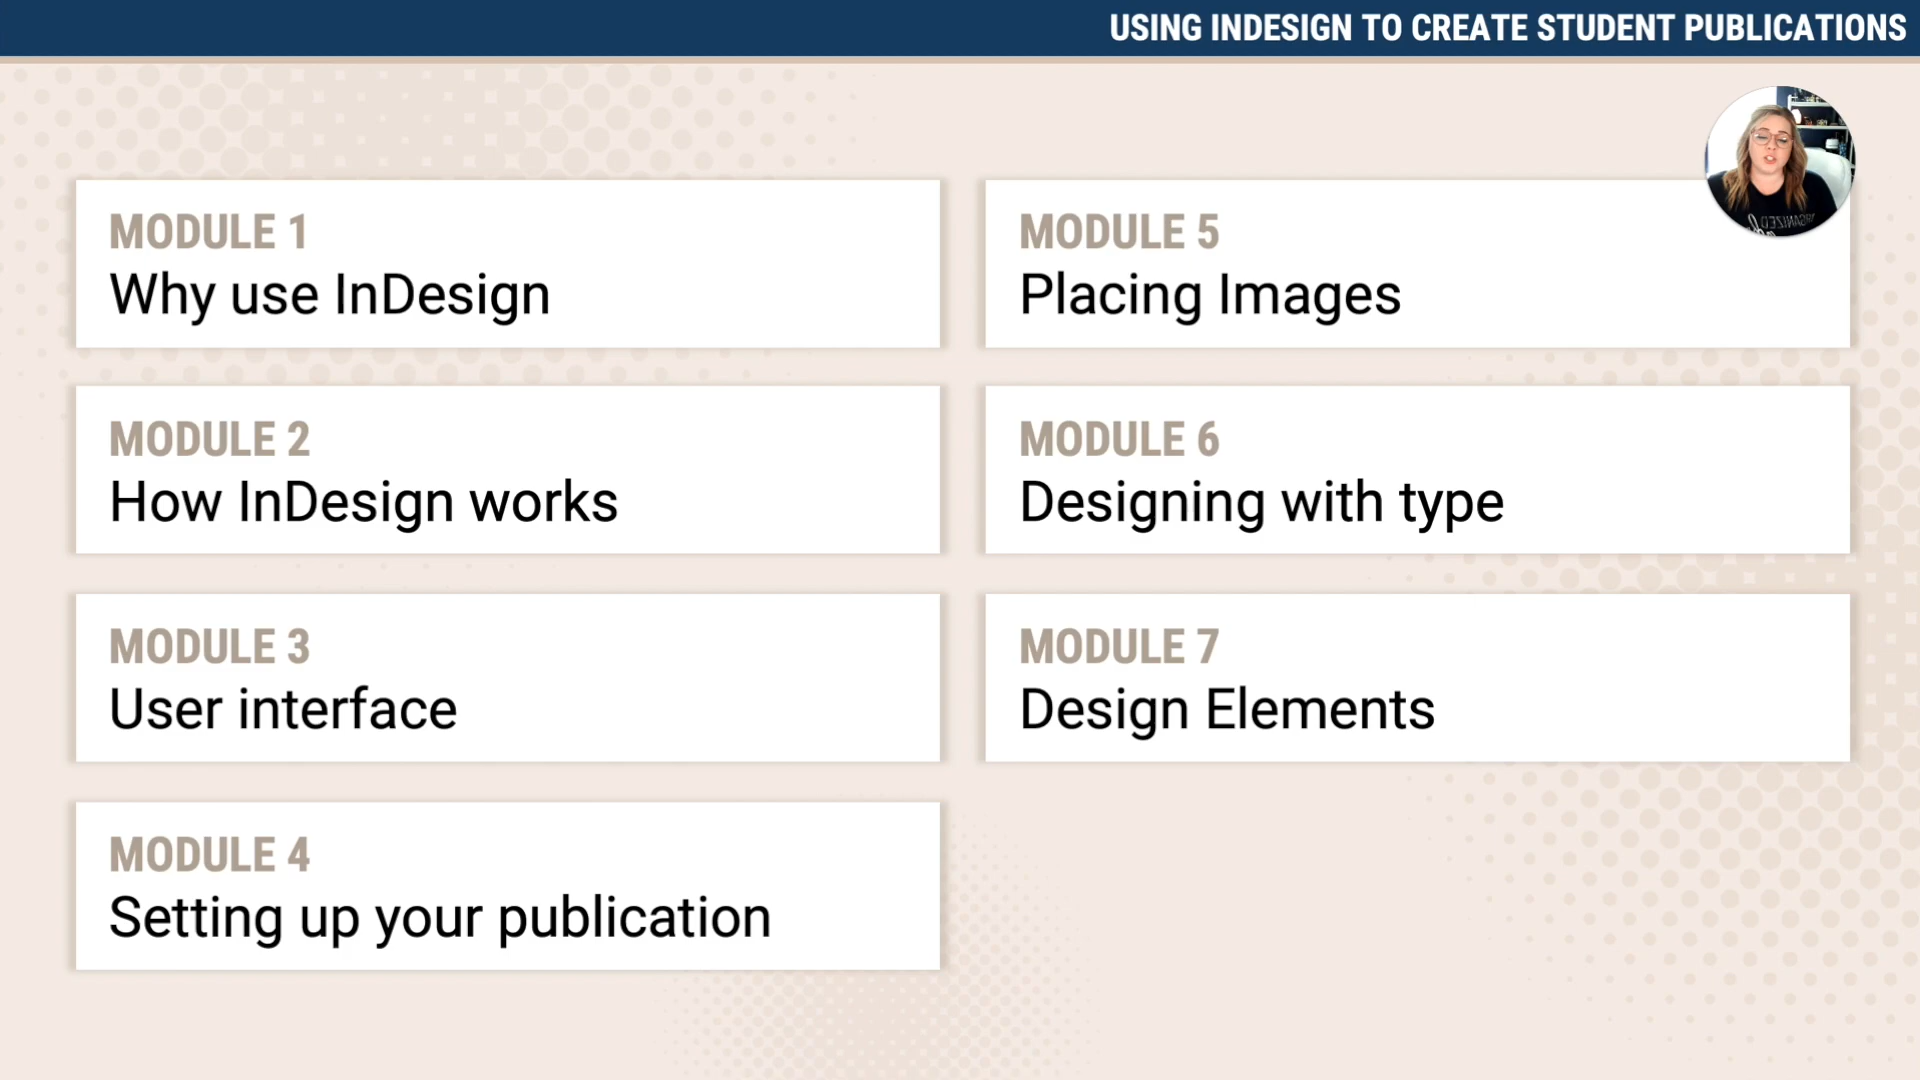 USING INDESIGN TO CREATE STUDENT PUBLICATIONS
MODULE 1
Why use InDesign
MODULE 2
How InDesign works
MODULE 3
User interface
MODULE 4
Setting up your publication
MODULE 5
Placing Images
MODULE 6
Designing with type
MODULE 7
Design Elements